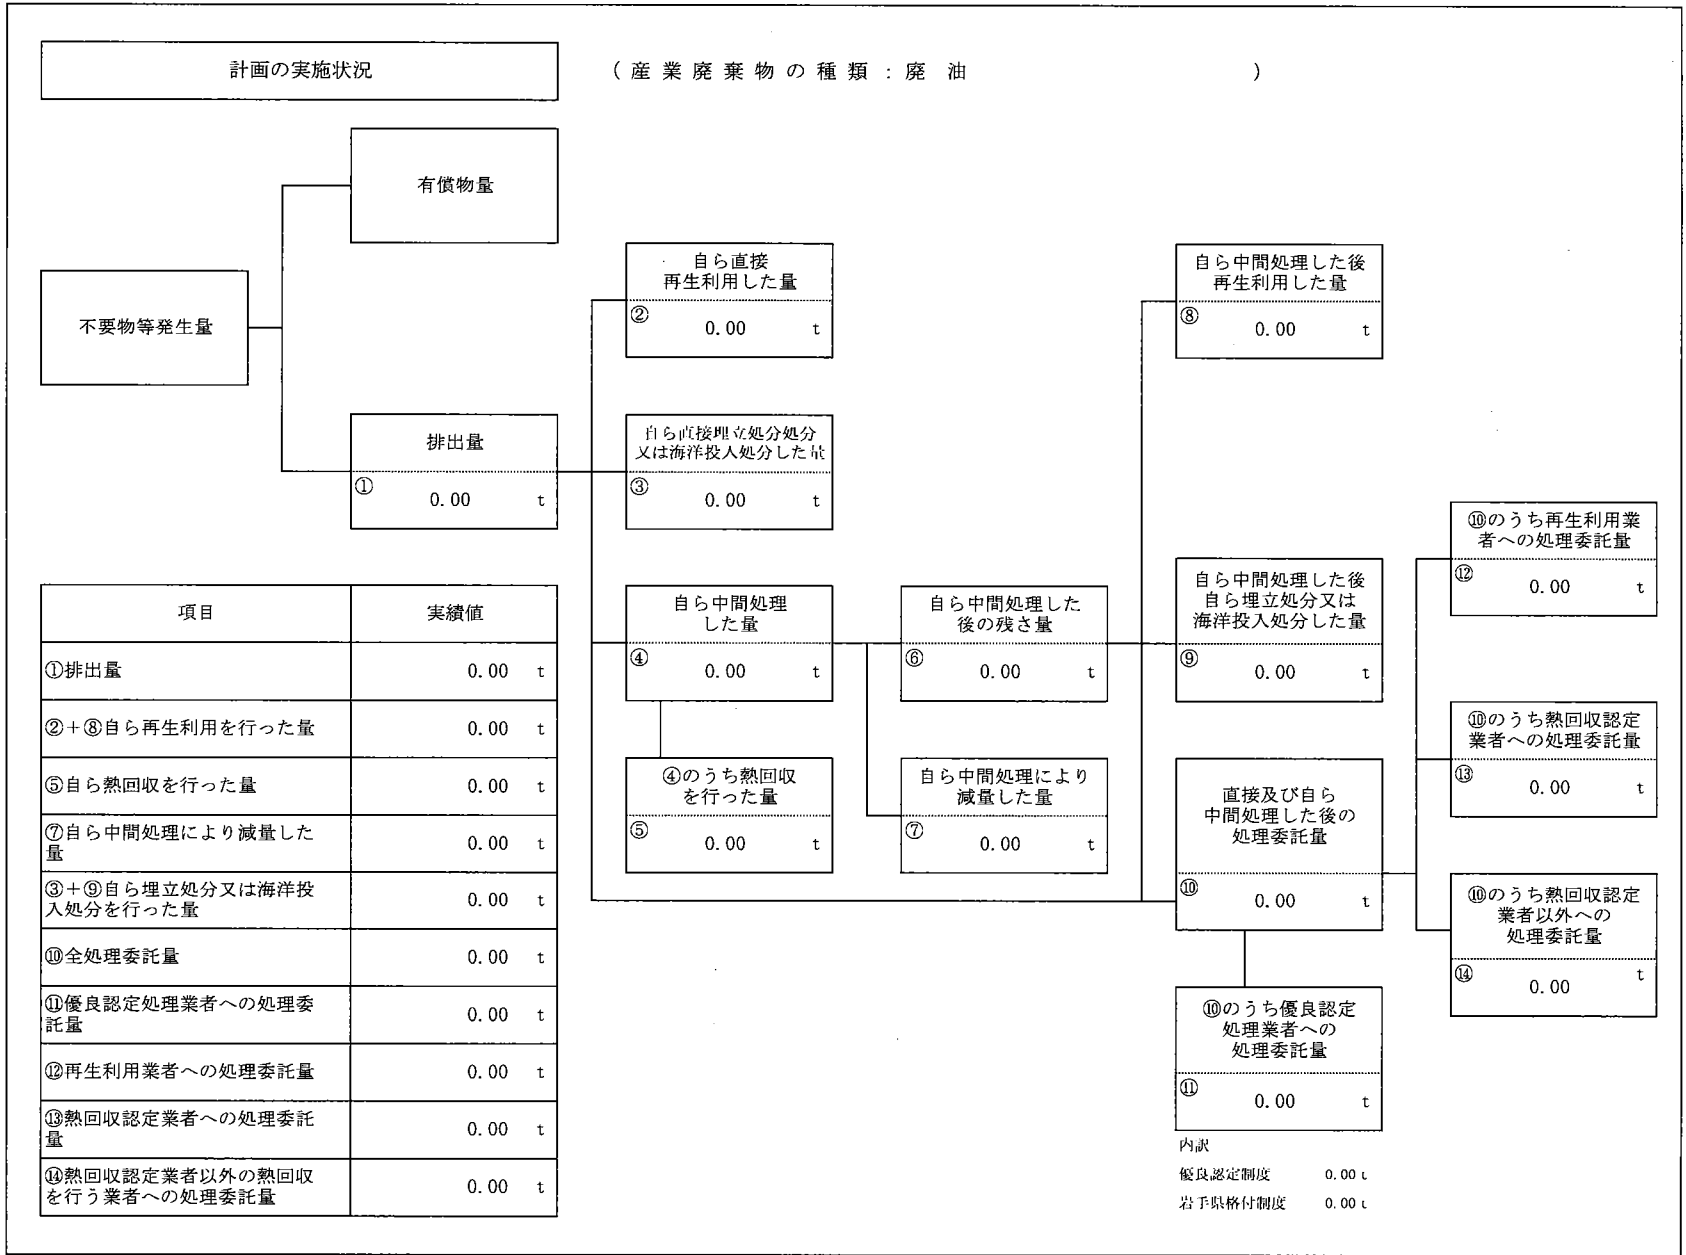 計画の実施状況
(産業廃棄物の種類:廃油 )
有償物量
不要物等発生量
排出量
① 0.00 t
自ら直接
再生利用した量
② 0.00 t
自ら直接埋立処分処分
又は海洋投入処分した量
③ 0.00 t
自ら中間処理
した量
④ 0.00 t
④のうち熱回収
を行った量
⑤ 0.00 t
自ら中間処理した
後の残さ量
⑥ 0.00 t
自ら中間処理により
減量した量
⑦ 0.00 t
自ら中間処理した後
再生利用した量
⑧ 0.00 t
自ら中間処理した後
自ら埋立処分又は
海洋投入処分した量
⑨ 0.00 t
直接及び自ら
中間処理した後の
処理委託量
⑩ 0.00 t
⑩のうち優良認定
処理業者への
処理委託量
⑪ 0.00 t
内訳
優良認定制度 0.00 t
岩手県格付制度 0.00 t
⑩のうち再生利用業
者への処理委託量
⑫ 0.00 t
⑩のうち熱回収認定
業者への処理委託量
⑬ 0.00 t
⑩のうち熱回収認定
業者以外への
処理委託量
⑭ 0.00 t
項目 実績値
①排出量 0.00 t
②+⑧自ら再生利用を行った量 0.00 t
⑤自ら熱回収を行った量 0.00 t
⑦自ら中間処理により減量した
量 0.00 t
③+⑨自ら埋立処分又は海洋投
入処分を行った量 0.00 t
⑩全処理委託量 0.00 t
⑪優良認定処理業者への処理委
託量 0.00 t
⑫再生利用業者への処理委託量 0.00 t
⑬熱回収認定業者への処理委託
量 0.00 t
⑭熱回収認定業者以外の熱回収
を行う業者への処理委託量 0.00 t